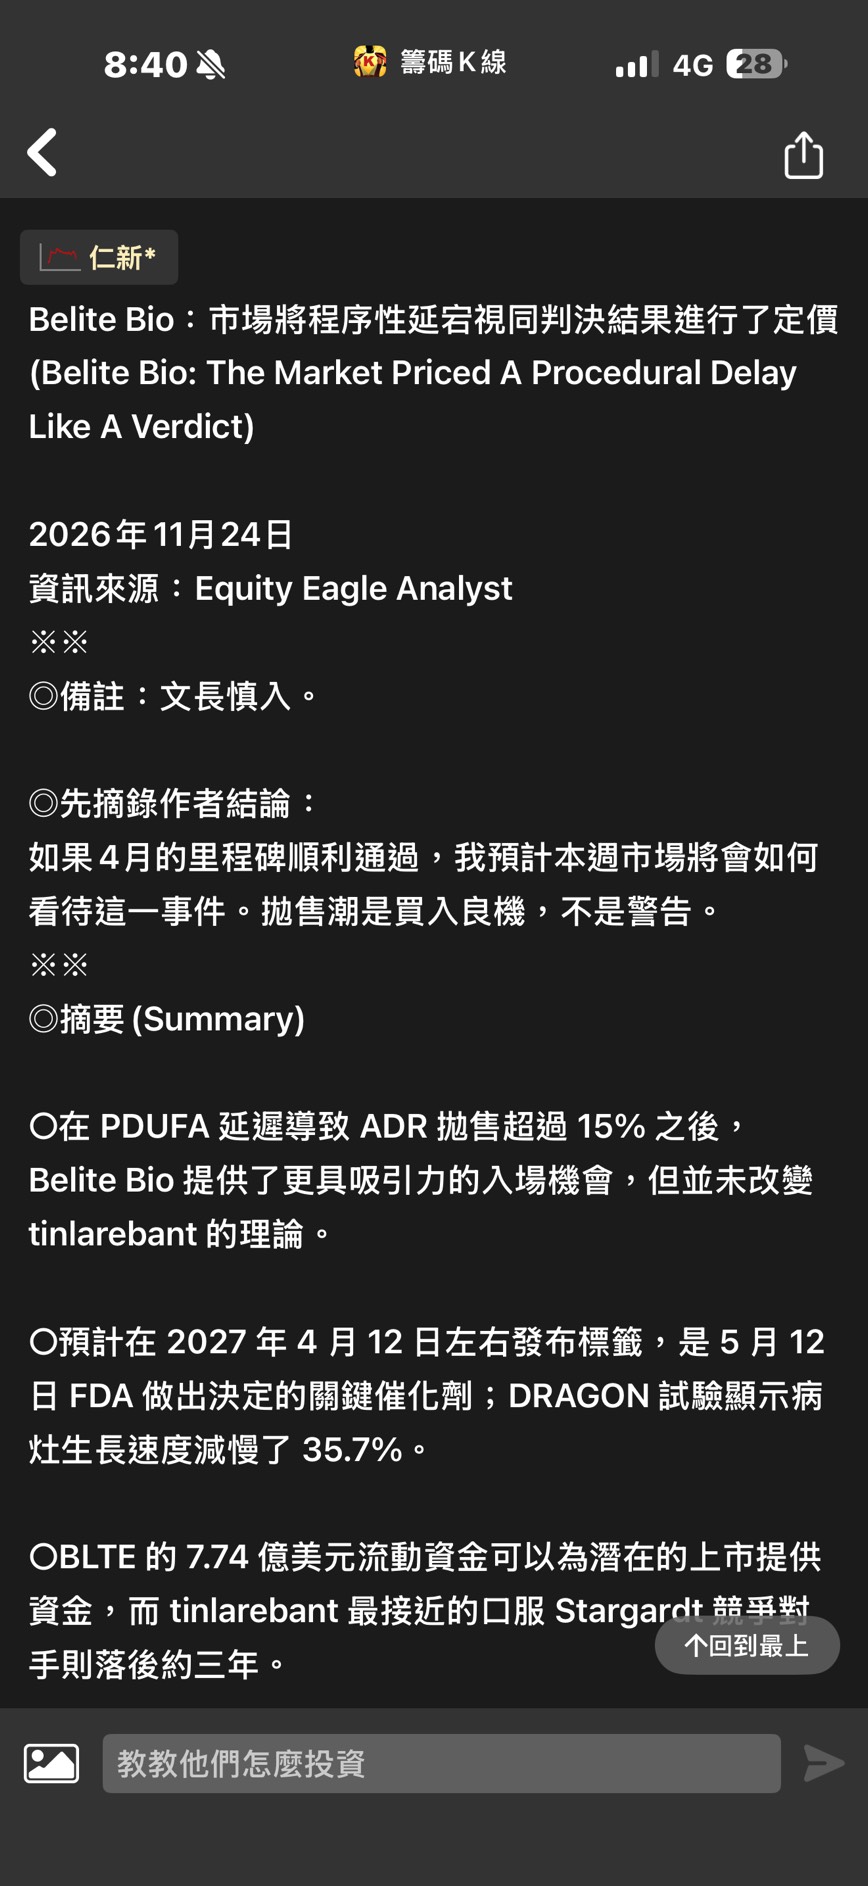 8:40
籌碼K線
4G
28
仁新*
Belite Bio：市場將程序性延宕視同判決結果進行了定價
(Belite Bio: The Market Priced A Procedural Delay
Like A Verdict)
2026年11月24日
資訊來源：Equity Eagle Analyst
※※
◎備註：文長慎入。
◎先摘錄作者結論：
如果4月的里程碑順利通過，我預計本週市場將會如何
看待這一事件。拋售潮是買入良機，不是警告。
※※
◎摘要(Summary)
〇在 PDUFA 延遲導致 ADR 拋售超過 15% 之後，
Belite Bio 提供了更具吸引力的入場機會，但並未改變
tinlarebant 的理論。
〇預計在 2027 年 4 月 12 日左右發布標籤，是 5 月 12
日 FDA 做出決定的關鍵催化劑；DRAGON 試驗顯示病
灶生長速度減慢了 35.7%。
〇BLTE 的 7.74 億美元流動資金可以為潛在的上市提供
資金，而 tinlarebant 最接近的口服 Stargardt 競爭對
手則落後約三年。
↑回到最上
教教他們怎麼投資